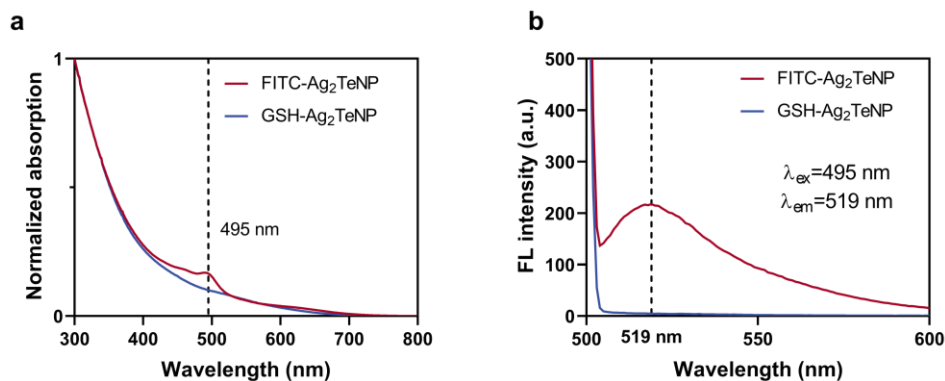 a
Normalized absorption
1
0
FITC-Ag₂TeNP
GSH-Ag₂TeNP
495 nm
300 400 500 600 700 800
Wavelength (nm)
b
FL intensity (a.u.)
500
400
300
200
100
0
FITC-Ag₂TeNP
GSH-Ag₂TeNP
λex=495 nm
λem=519 nm
500 519 nm 550 600
Wavelength (nm)